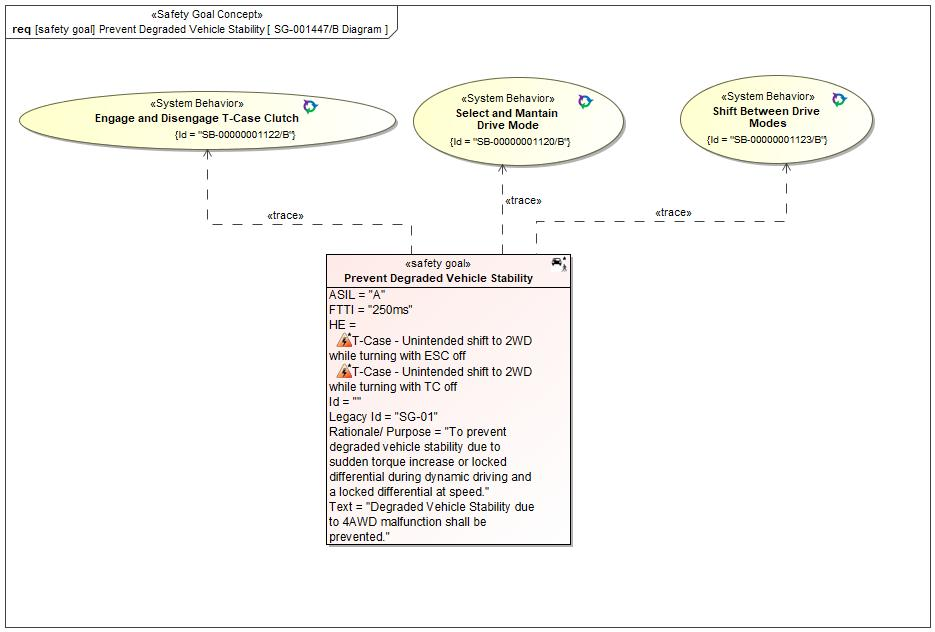 «Safety Goal Concept»
req [safety goal] Prevent Degraded Vehicle Stability [ SG-001447/B Diagram ]
«System Behavior»
Engage and Disengage T-Case Clutch
{Id = "SB-00000001122/B"}
«System Behavior»
Select and Mantain
Drive Mode
{Id = "SB-00000001120/B"}
«System Behavior»
Shift Between Drive
Modes
{Id = "SB-00000001123/B"}
«trace»
«trace»
«trace»
«safety goal»
Prevent Degraded Vehicle Stability
ASIL = "A"
FTTI = "250ms"
HE =
T-Case - Unintended shift to 2WD
while turning with ESC off
T-Case - Unintended shift to 2WD
while turning with TC off
Id = ""
Legacy Id = "SG-01"
Rationale/ Purpose = "To prevent
degraded vehicle stability due to
sudden torque increase or locked
differential during dynamic driving and
a locked differential at speed."
Text = "Degraded Vehicle Stability due
to 4AWD malfunction shall be
prevented."